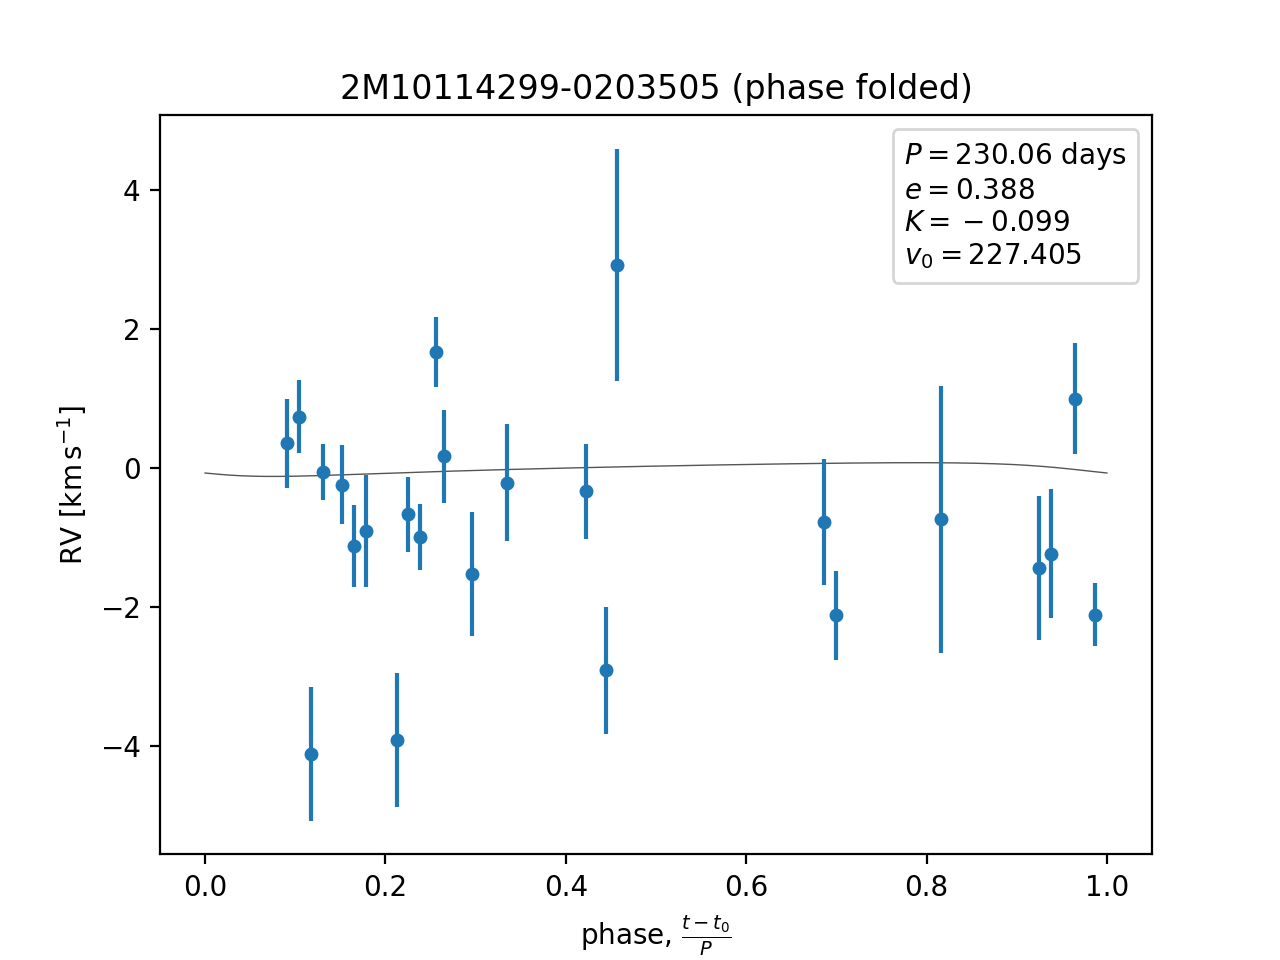 2M10114299-0203505 (phase folded)
P = 230.06 days
e = 0.388
K = −0.099
v₀ = 227.405
4
2
0
−2
−4
RV [km s⁻¹]
0.0 0.2 0.4 0.6 0.8 1.0
phase, (t − t₀)/P